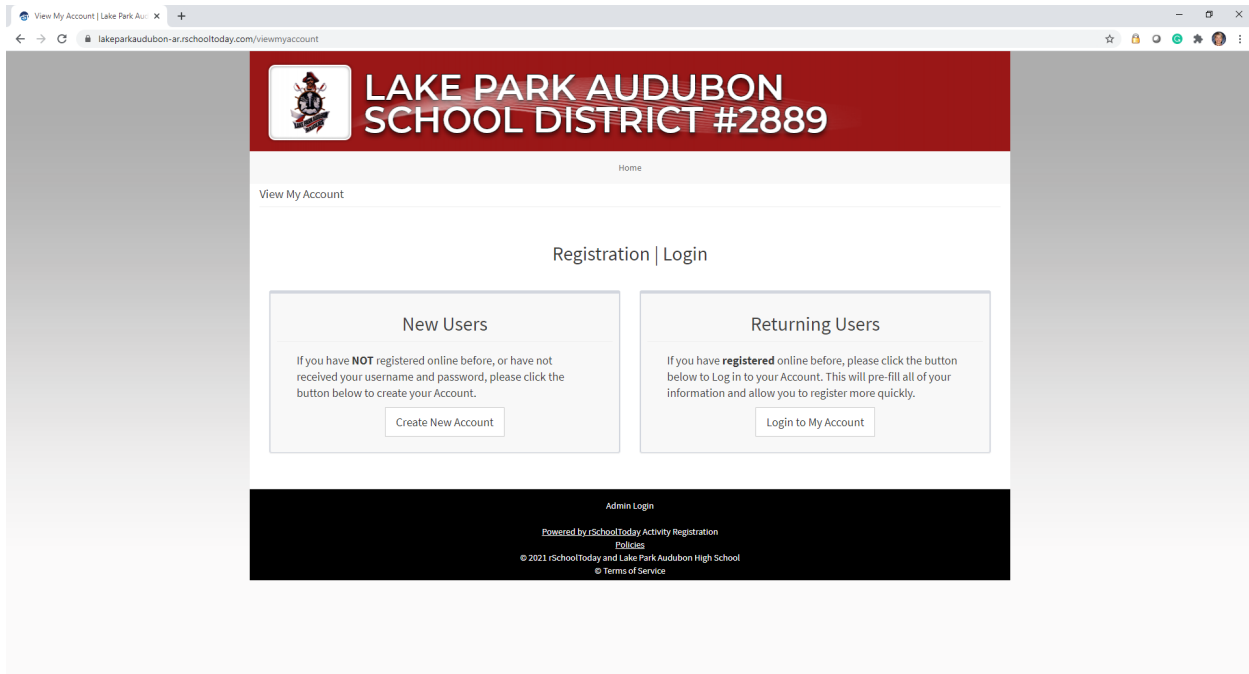 View My Account | Lake Park Au
lakeparkaudubon-ar.rschooltoday.com/viewmyaccount
LAKE PARK AUDUBON
SCHOOL DISTRICT #2889
Home
View My Account
Registration | Login
New Users
If you have NOT registered online before, or have not
received your username and password, please click the
button below to create your Account.
Create New Account
Returning Users
If you have registered online before, please click the button
below to Log in to your Account. This will pre-fill all of your
information and allow you to register more quickly.
Login to My Account
Admin Login
Powered by rSchoolToday Activity Registration
Policies
© 2021 rSchoolToday and Lake Park Audubon High School
© Terms of Service